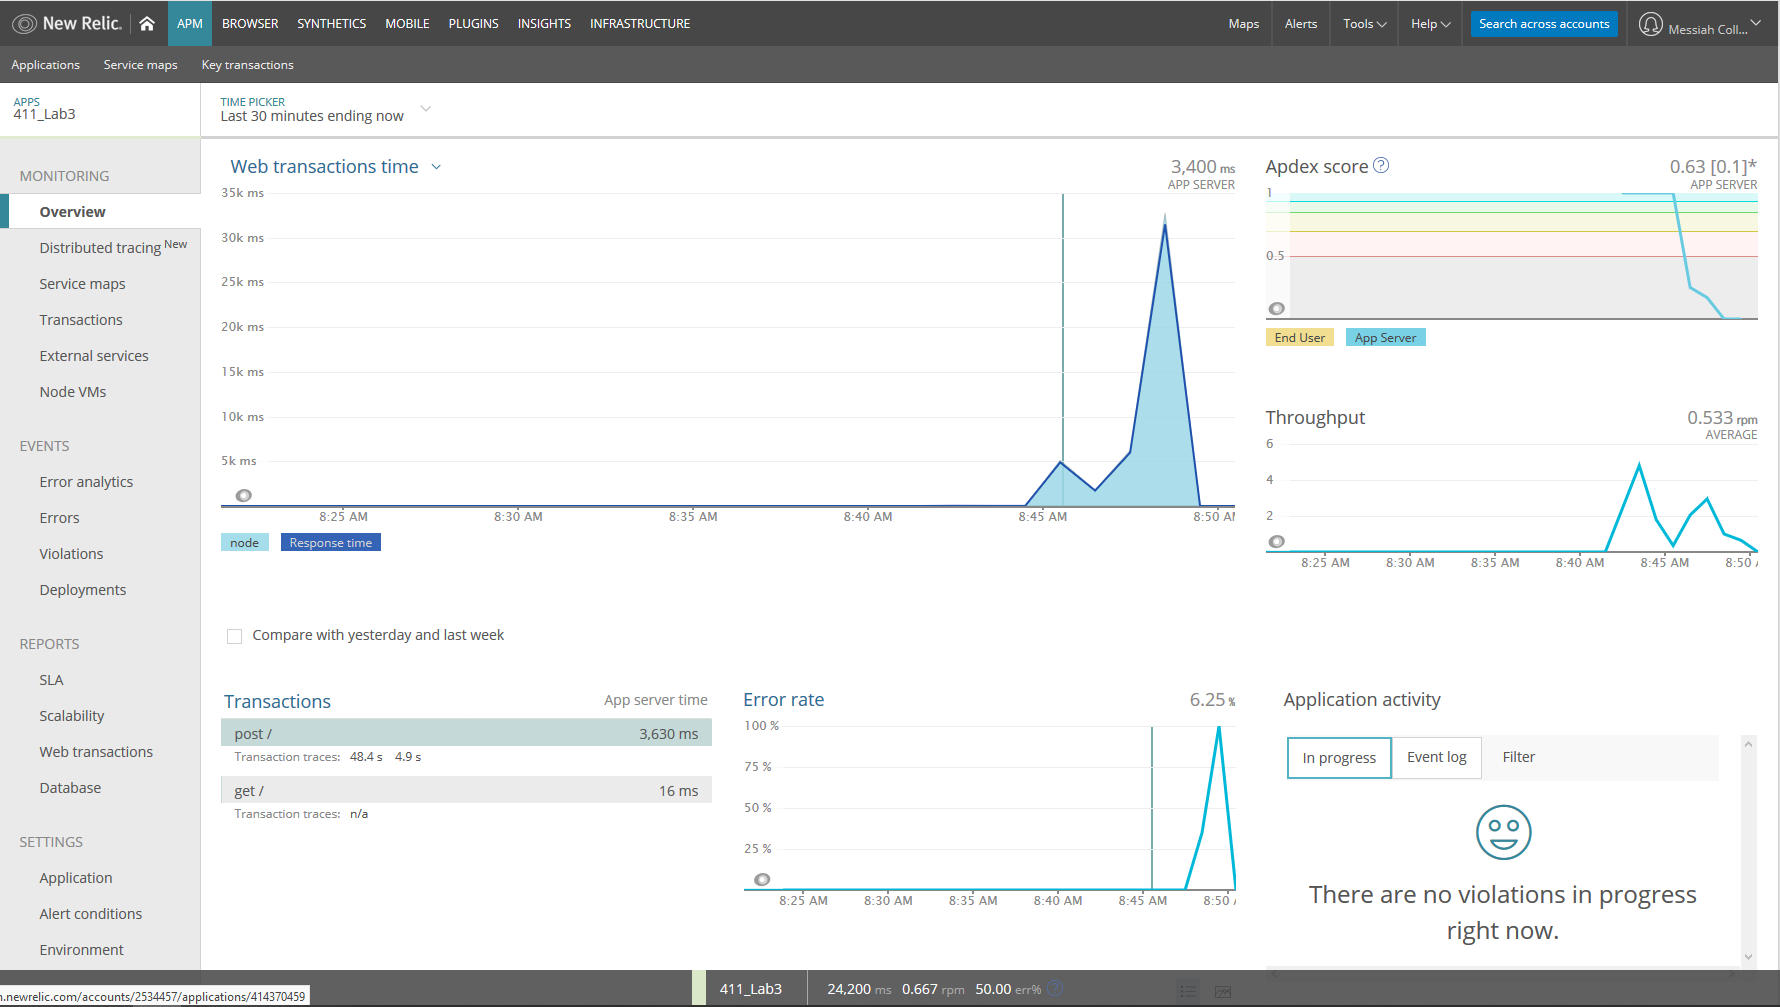 New Relic. APM BROWSER SYNTHETICS MOBILE PLUGINS INSIGHTS INFRASTRUCTURE Maps Alerts Tools Help Search across accounts Messiah Coll...
Applications Service maps Key transactions
APPS
411_Lab3
TIME PICKER
Last 30 minutes ending now
MONITORING
Overview
Distributed tracing New
Service maps
Transactions
External services
Node VMs
EVENTS
Error analytics
Errors
Violations
Deployments
REPORTS
SLA
Scalability
Web transactions
Database
SETTINGS
Application
Alert conditions
Environment
Web transactions time
3,400 ms
APP SERVER
35k ms
30k ms
25k ms
20k ms
15k ms
10k ms
5k ms
8:25 AM 8:30 AM 8:35 AM 8:40 AM 8:45 AM 8:50 AM
node Response time
Compare with yesterday and last week
Apdex score ?
0.63 [0.1]*
APP SERVER
1
0.5
End User App Server
Throughput
0.533 rpm
AVERAGE
6
4
2
8:25 AM 8:30 AM 8:35 AM 8:40 AM 8:45 AM 8:50
Transactions App server time
post / 3,630 ms
Transaction traces: 48.4 s 4.9 s
get / 16 ms
Transaction traces: n/a
Error rate 6.25 %
100 %
75 %
50 %
25 %
8:25 AM 8:30 AM 8:35 AM 8:40 AM 8:45 AM 8:50
Application activity
In progress Event log Filter
There are no violations in progress
right now.
411_Lab3 24,200 ms 0.667 rpm 50.00 err% ?
.newrelic.com/accounts/2534457/applications/414370459